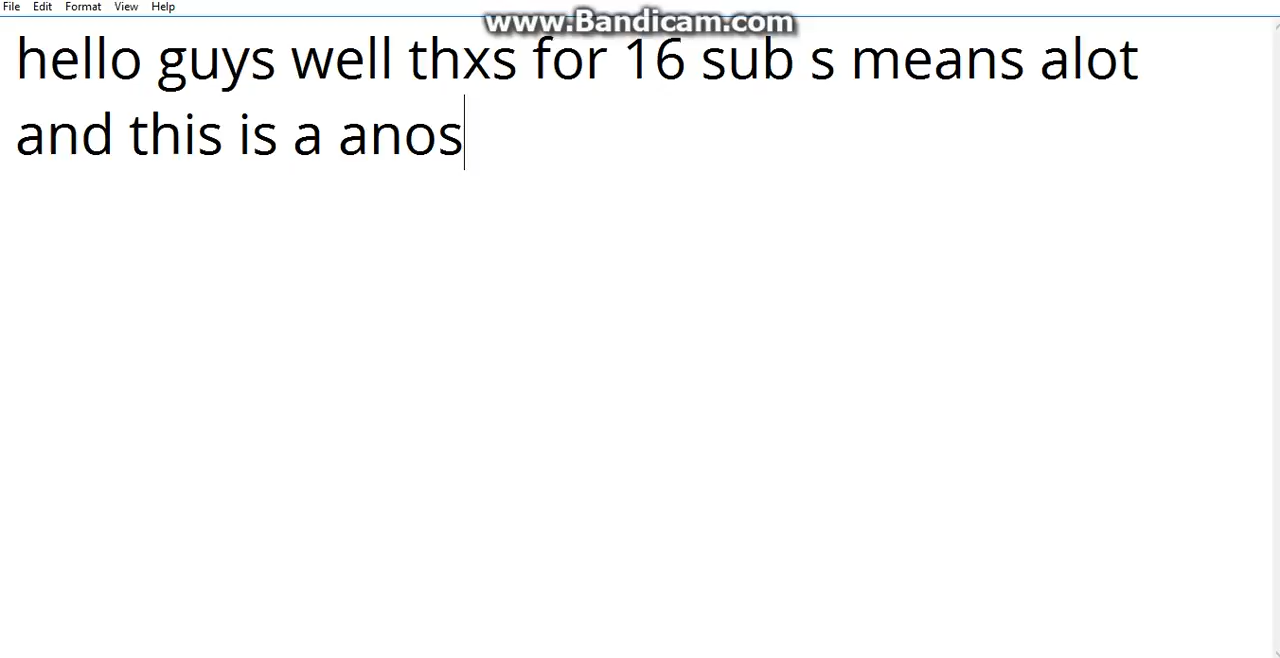 File Edit Format View Help
www.Bandicam.com
hello guys well thxs for 16 sub s means alot
and this is a anos